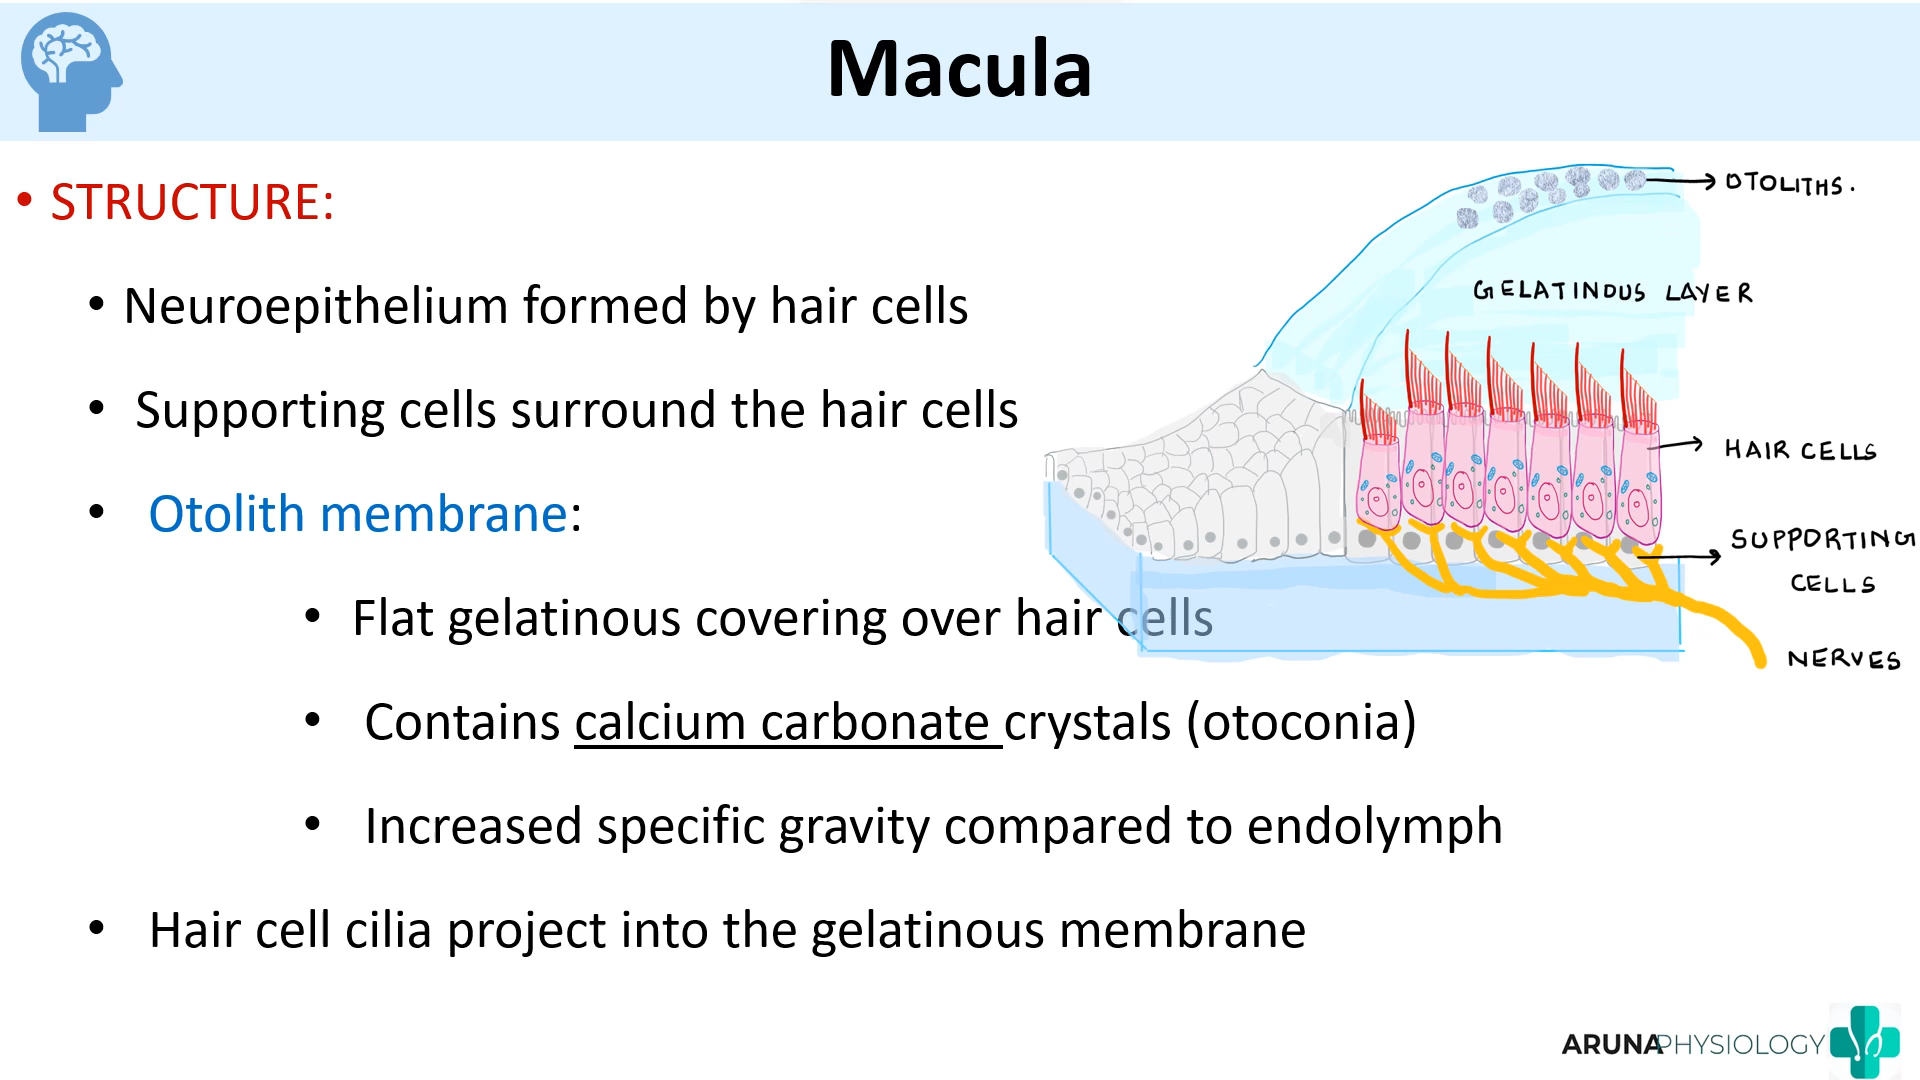 Macula
• STRUCTURE:
• Neuroepithelium formed by hair cells
• Supporting cells surround the hair cells
• Otolith membrane:
• Flat gelatinous covering over hair cells
• Contains calcium carbonate crystals (otoconia)
• Increased specific gravity compared to endolymph
• Hair cell cilia project into the gelatinous membrane
OTOLITHS.
GELATINOUS LAYER
HAIR CELLS
SUPPORTING
CELLS
NERVES
ARUNAPHYSIOLOGY